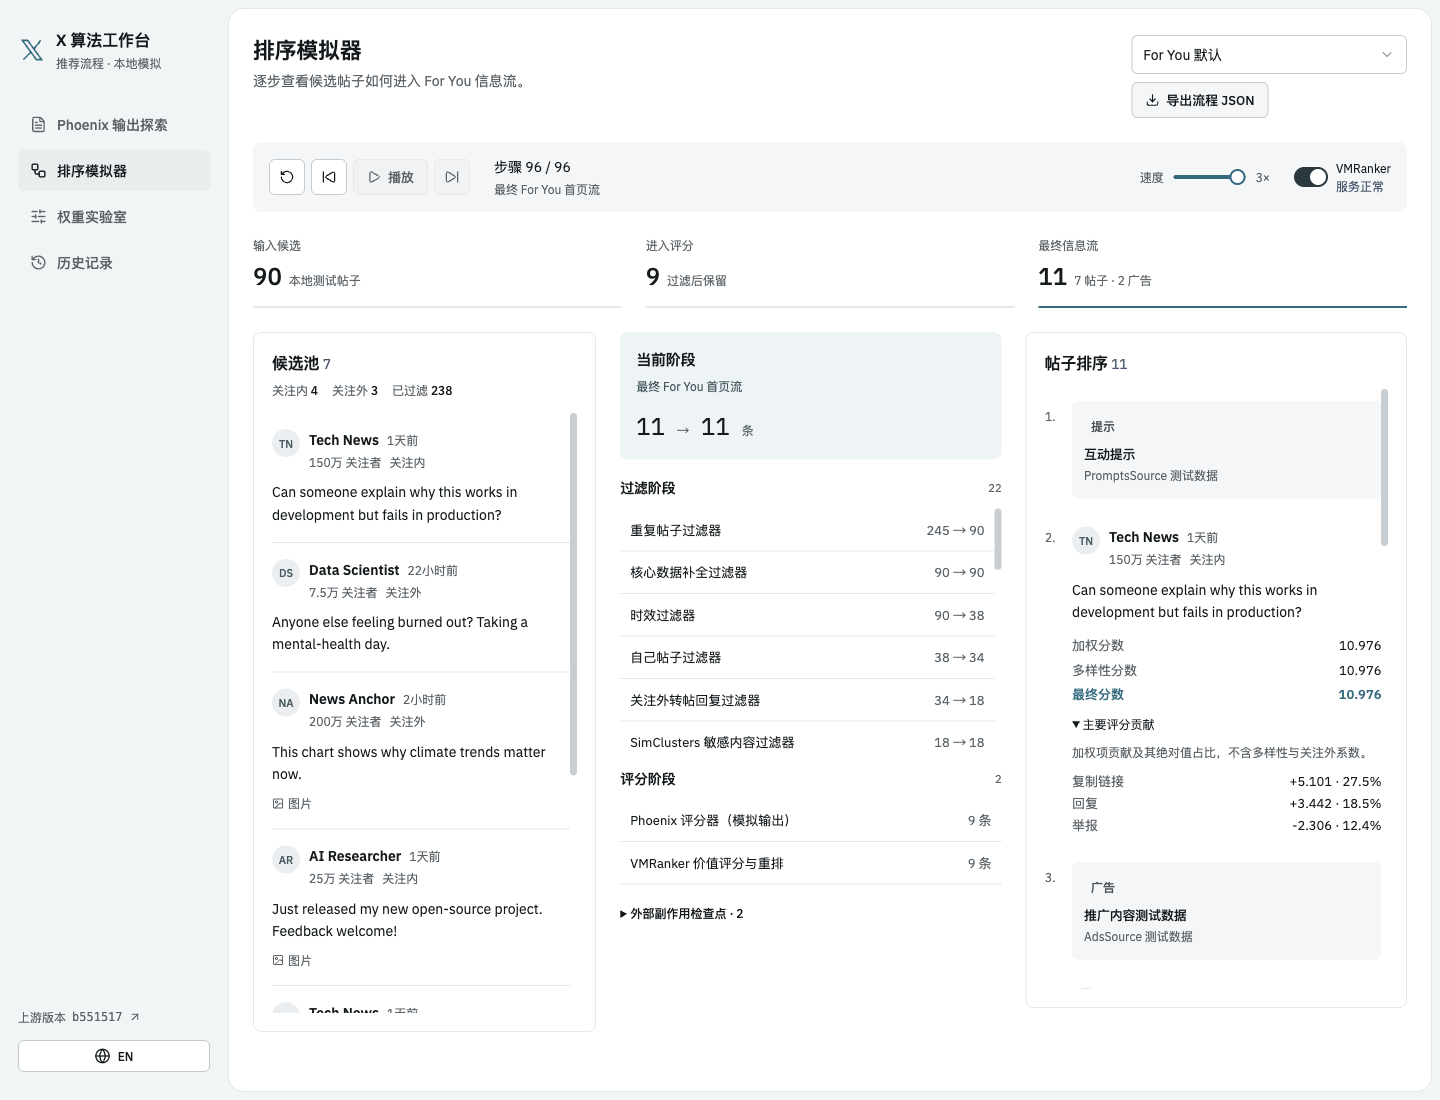 X 算法工作台
推荐流程 · 本地模拟
Phoenix 输出探索
排序模拟器
权重实验室
历史记录
上游版本 b551517 ↗
EN
排序模拟器
逐步查看候选帖子如何进入 For You 信息流。
For You 默认
导出流程 JSON
播放
步骤 96 / 96
最终 For You 首页流
速度 3×
VMRanker
服务正常
输入候选
90 本地测试帖子
进入评分
9 过滤后保留
最终信息流
11 7 帖子 · 2 广告
候选池 7
关注内 4 关注外 3 已过滤 238
TN Tech News 1天前
150万 关注者 关注内
Can someone explain why this works in
development but fails in production?
DS Data Scientist 22小时前
7.5万 关注者 关注外
Anyone else feeling burned out? Taking a
mental-health day.
NA News Anchor 2小时前
200万 关注者 关注外
This chart shows why climate trends matter
now.
图片
AR AI Researcher 1天前
25万 关注者 关注内
Just released my new open-source project.
Feedback welcome!
图片
Tech News 1天前
当前阶段
最终 For You 首页流
11 → 11 条
过滤阶段 22
重复帖子过滤器 245 → 90
核心数据补全过滤器 90 → 90
时效过滤器 90 → 38
自己帖子过滤器 38 → 34
关注外转帖回复过滤器 34 → 18
SimClusters 敏感内容过滤器 18 → 18
评分阶段 2
Phoenix 评分器（模拟输出） 9 条
VMRanker 价值评分与重排 9 条
▶ 外部副作用检查点 · 2
帖子排序 11
1. 提示
互动提示
PromptsSource 测试数据
2. TN Tech News 1天前
150万 关注者 关注内
Can someone explain why this works in
development but fails in production?
加权分数 10.976
多样性分数 10.976
最终分数 10.976
▼ 主要评分贡献
加权项贡献及其绝对值占比，不含多样性与关注外系数。
复制链接 +5.101 · 27.5%
回复 +3.442 · 18.5%
举报 -2.306 · 12.4%
3. 广告
推广内容测试数据
AdsSource 测试数据